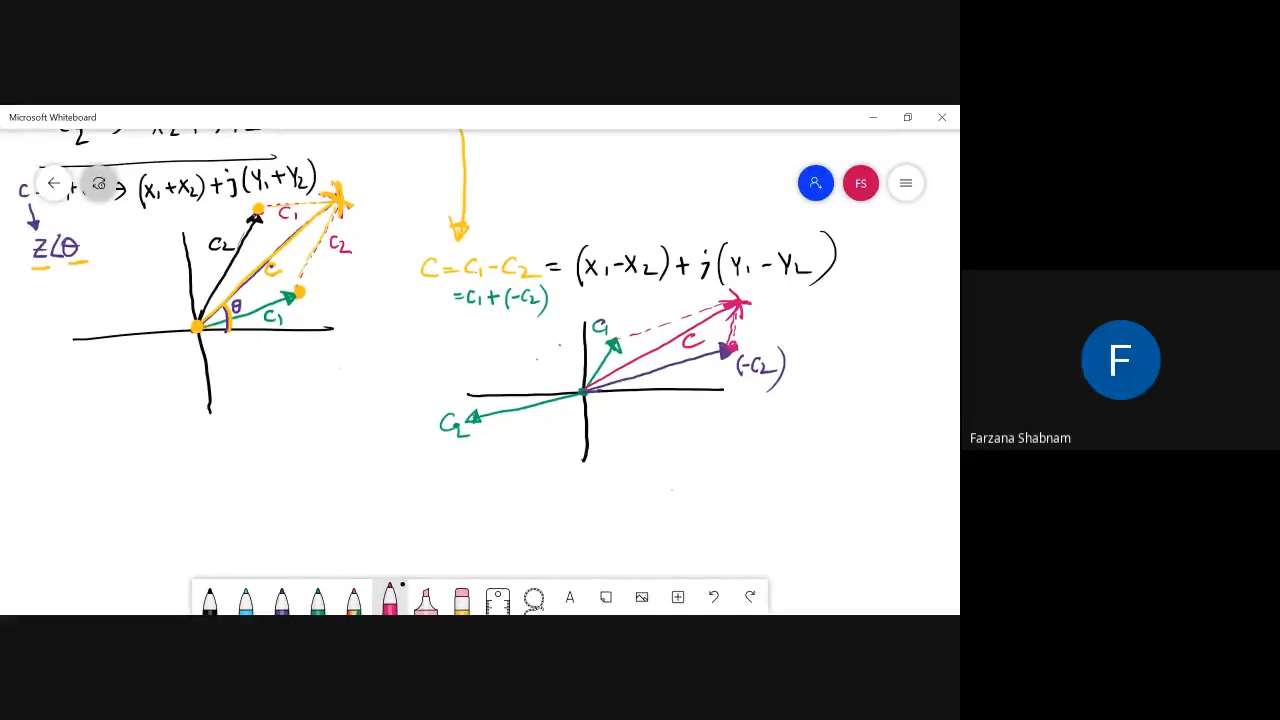 Microsoft Whiteboard
⇒ (X1+X2)+j(Y1+Y2)
Z∠θ
C2
C1
C2
C
θ
C1
C = C1 - C2 = (X1-X2) + j(Y1 - Y2)
= C1 + (-C2)
C1
C
(-C2)
C2
FS
A
F
Farzana Shabnam